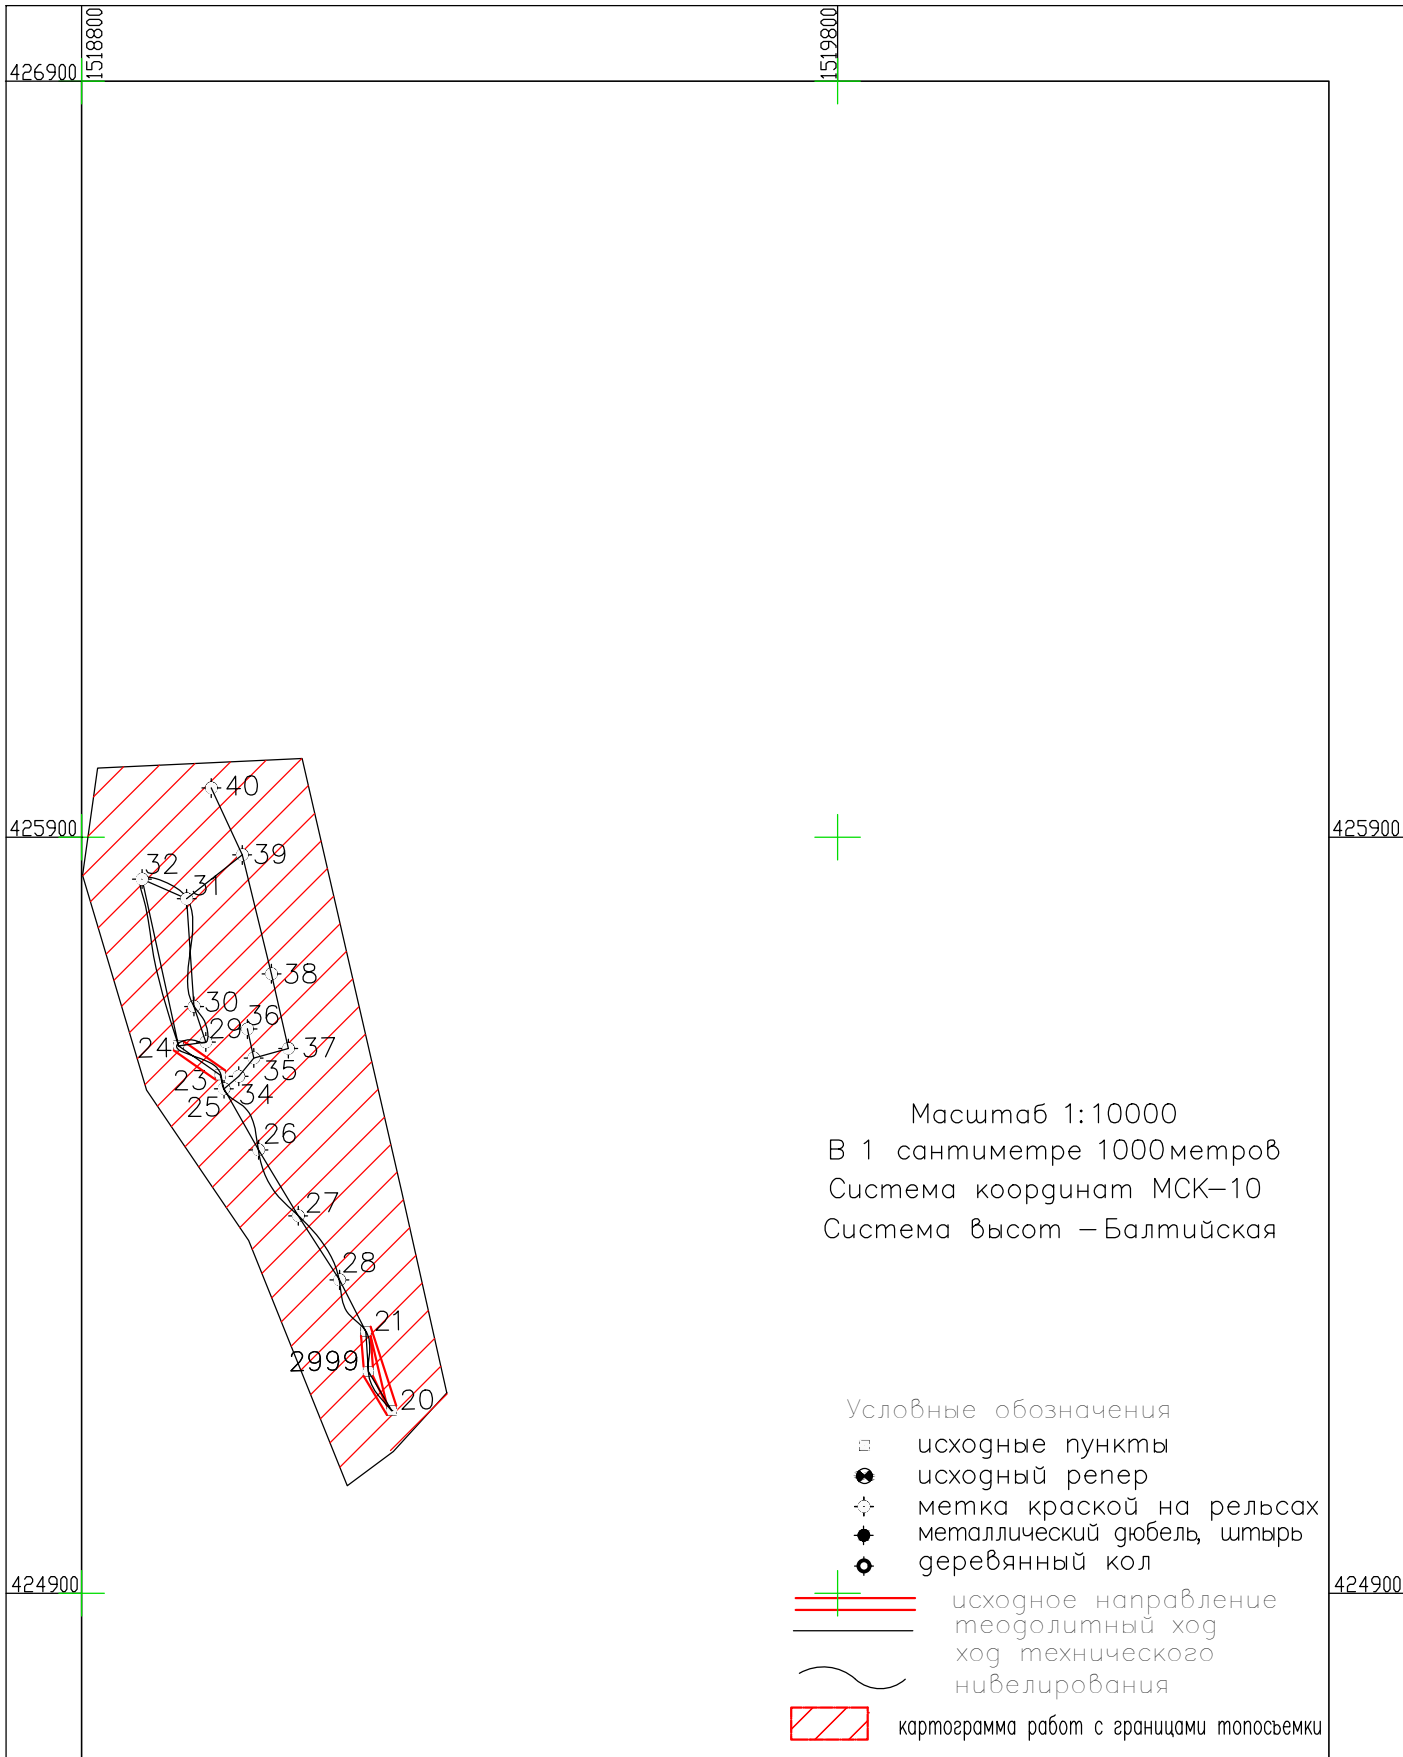 1518800
1519800
426900
40
425900
425900
39
32
31
38
30
36
29
24
37
35
23
34
25
26
27
28
21
2999
20
Масштаб 1:10000
В 1 сантиметре 1000метров
Система координат МСК-10
Система высот -Балтийская
Условные обозначения
исходные пункты
исходный репер
метка краской на рельсах
металлический дюбель, штырь
деревянный кол
424900
424900
исходное направление
теодолитный ход
ход технического
нивелирования
картограмма работ с границами топосъемки